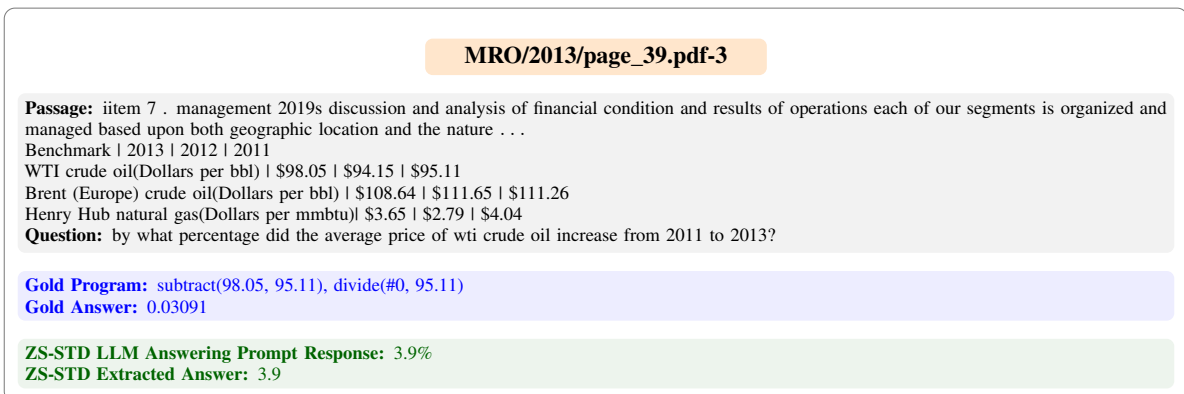 MRO/2013/page_39.pdf-3
Passage: iitem 7 . management 2019s discussion and analysis of financial condition and results of operations each of our segments is organized and
managed based upon both geographic location and the nature . . .
Benchmark | 2013 | 2012 | 2011
WTI crude oil(Dollars per bbl) | $98.05 | $94.15 | $95.11
Brent (Europe) crude oil(Dollars per bbl) | $108.64 | $111.65 | $111.26
Henry Hub natural gas(Dollars per mmbtu)| $3.65 | $2.79 | $4.04
Question: by what percentage did the average price of wti crude oil increase from 2011 to 2013?
Gold Program: subtract(98.05, 95.11), divide(#0, 95.11)
Gold Answer: 0.03091
ZS-STD LLM Answering Prompt Response: 3.9%
ZS-STD Extracted Answer: 3.9